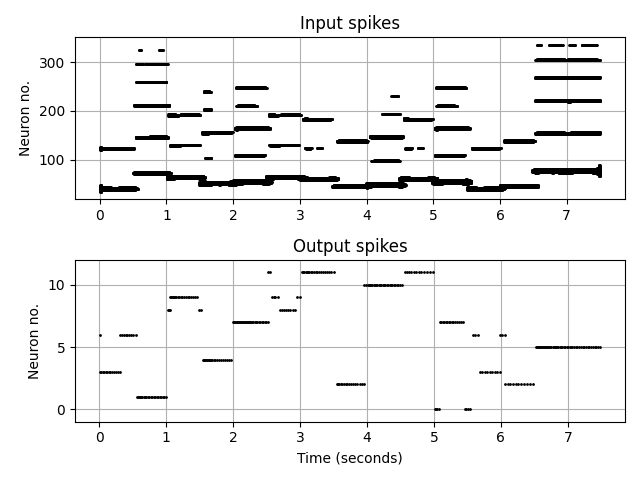 Input spikes
Neuron no.
300
200
100
0 1 2 3 4 5 6 7
Output spikes
Neuron no.
10
5
0
0 1 2 3 4 5 6 7
Time (seconds)